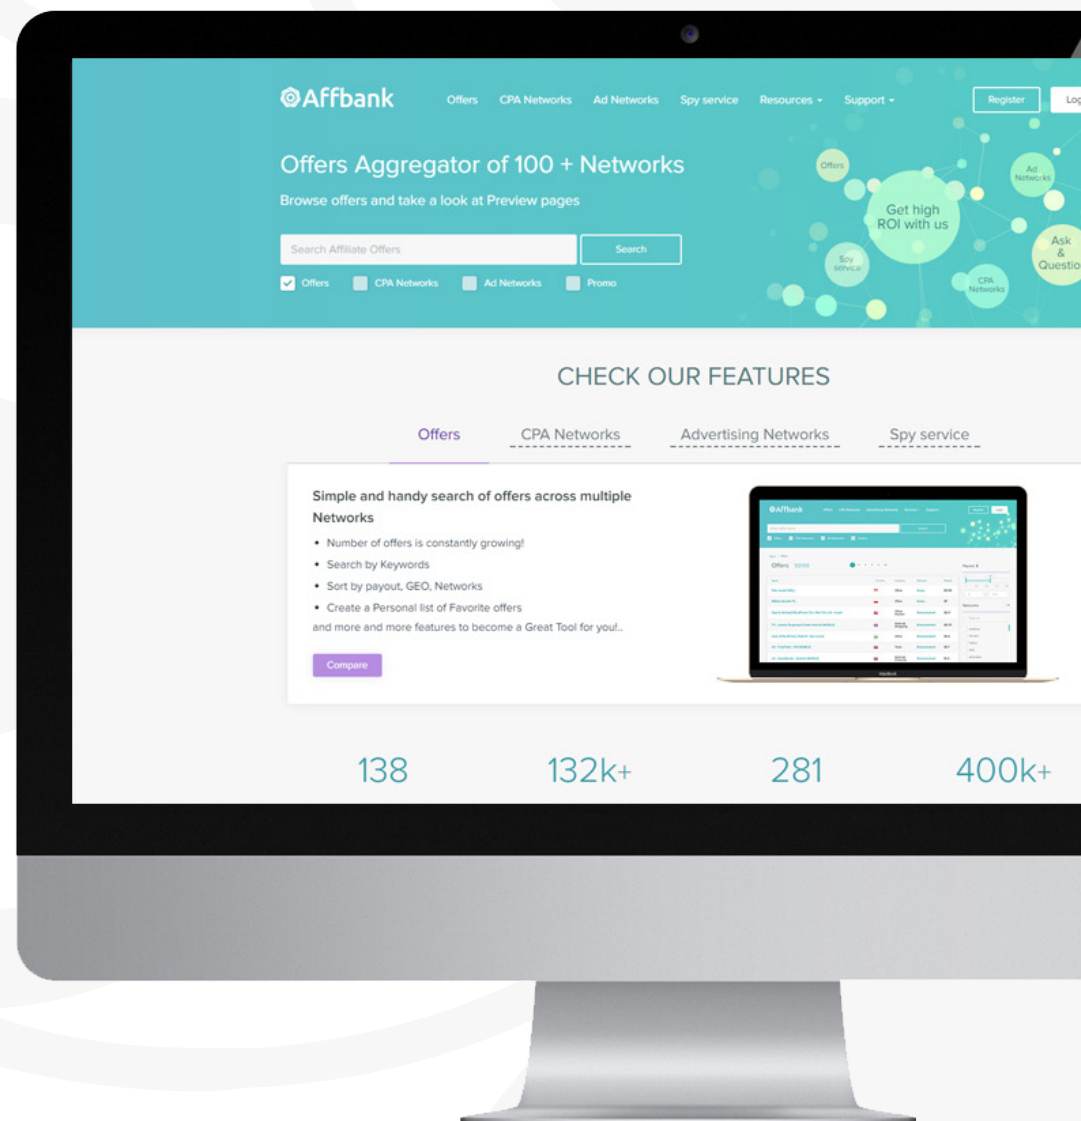 Affbank
Offers CPA Networks Ad Networks Spy service Resources Support Register Log
Offers Aggregator of 100 + Networks
Browse offers and take a look at Preview pages
Search Affiliate Offers Search
Offers CPA Networks Ad Networks Promo
Offers
Ad
Networks
Get high
ROI with us
Ask
&
Questio
Spy
service
CPA
Networks
CHECK OUR FEATURES
Offers CPA Networks Advertising Networks Spy service
Simple and handy search of offers across multiple
Networks
• Number of offers is constantly growing!
• Search by Keywords
• Sort by payout, GEO, Networks
• Create a Personal list of Favorite offers
and more and more features to become a Great Tool for you!..
Compare
Affbank
Offers
138 132k+ 281 400k+